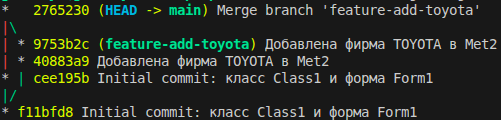 *   2765230 (HEAD -> main) Merge branch 'feature-add-toyota'
|\
| * 9753b2c (feature-add-toyota) Добавлена фирма TOYOTA в Met2
| * 40883a9 Добавлена фирма TOYOTA в Met2
* | cee195b Initial commit: класс Class1 и форма Form1
|/
* f11bfd8 Initial commit: класс Class1 и форма Form1